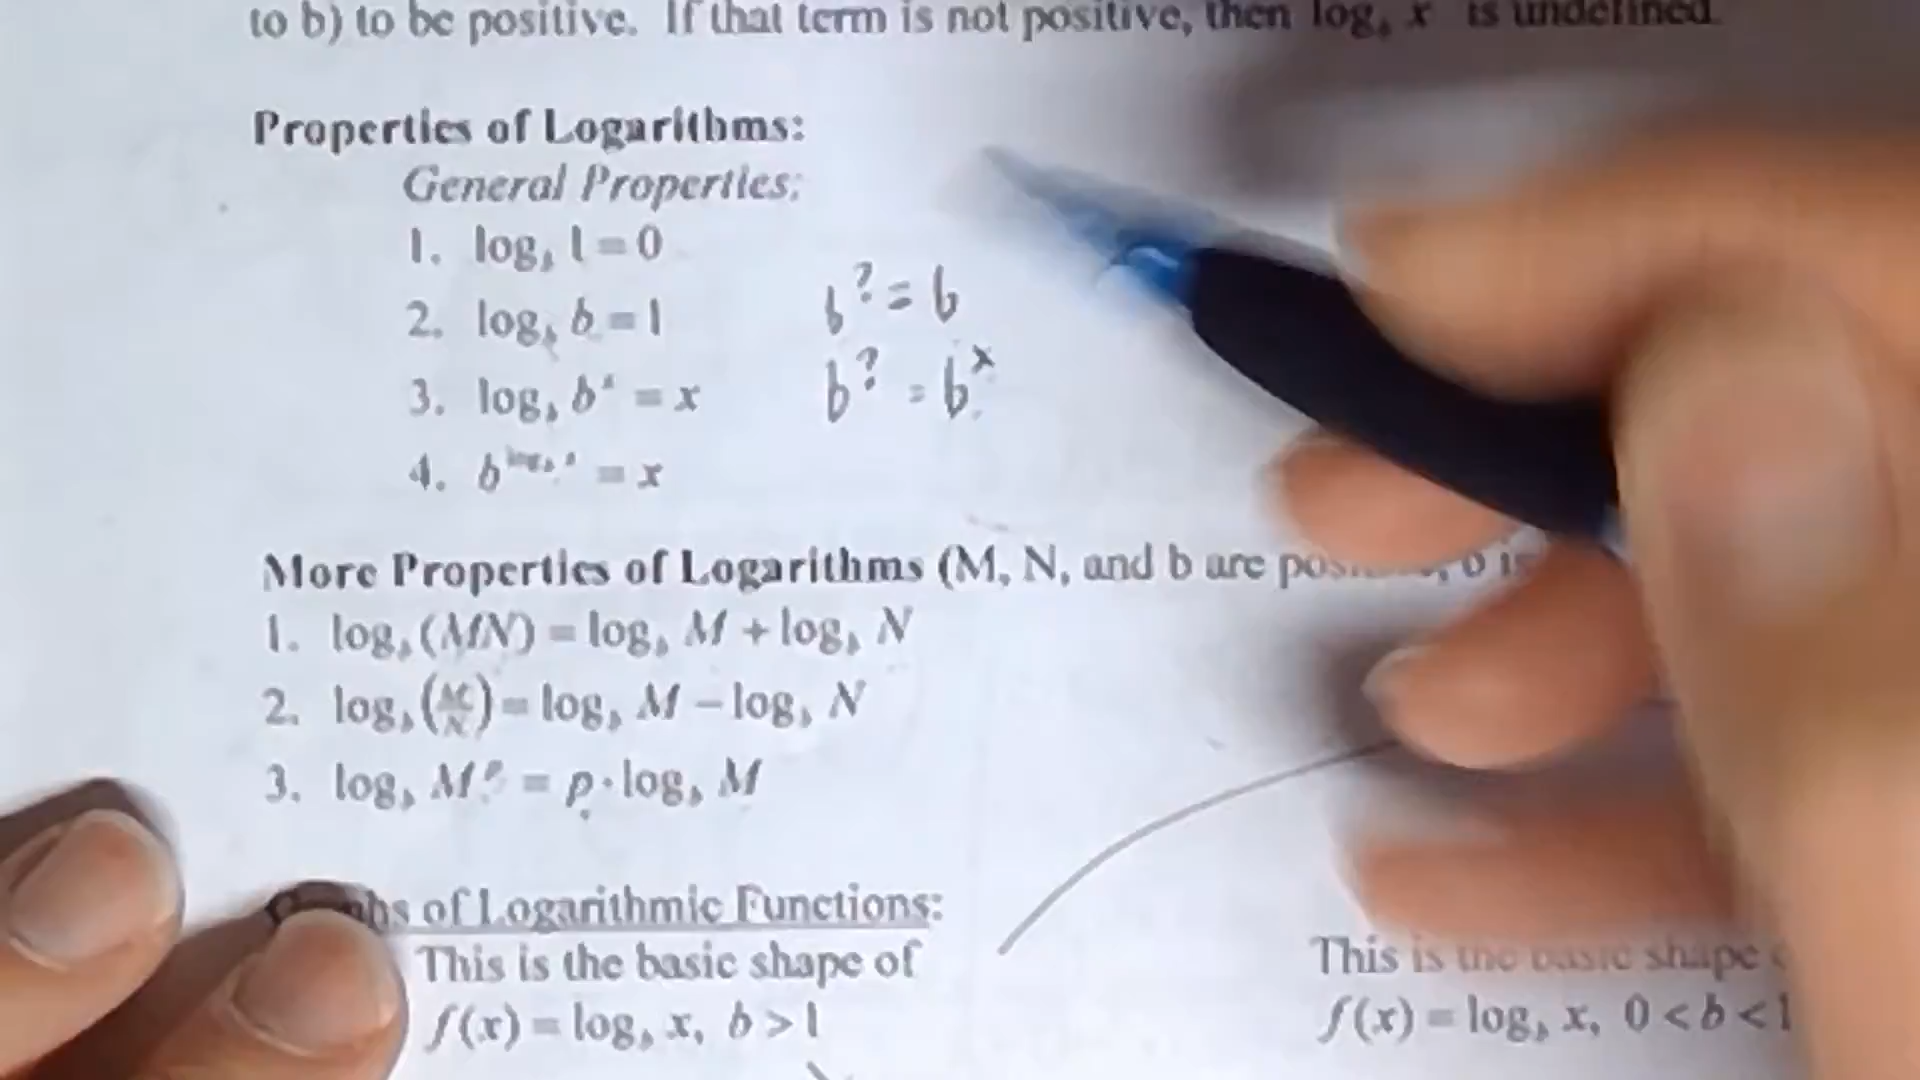 to b) to be positive. If that term is not positive, then log_b x is undefined.
Properties of Logarithms:
General Properties:
1. log_b 1 = 0
2. log_b b = 1
b^? = b
3. log_b b^x = x
b^? = b^x
4. b^{log_b x} = x
More Properties of Logarithms (M, N, and b are
1. log_b (MN) = log_b M + log_b N
2. log_b (M/N) = log_b M − log_b N
3. log_b M^p = p · log_b M
of Logarithmic Functions:
This is the basic shape of
f(x) = log_b x, b > 1
This is the basic shape
f(x) = log_b x, 0 < b < 1